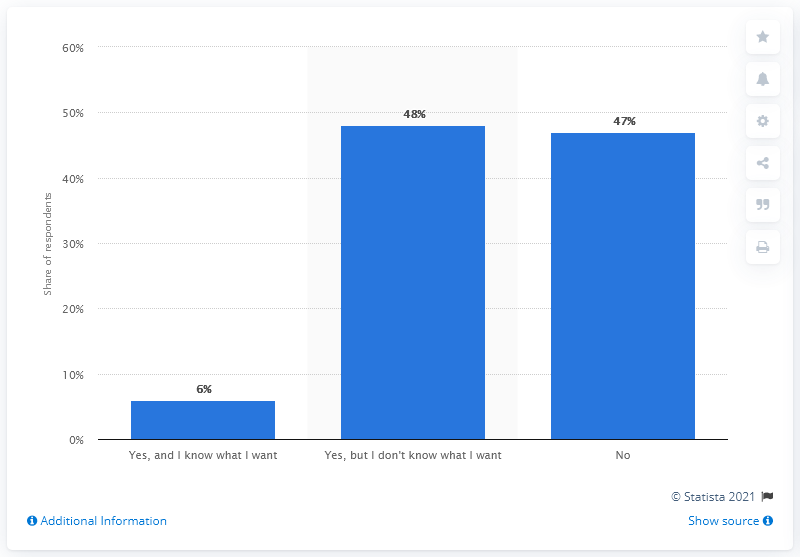 60%
50%
40%
30%
20%
10%
0%
Share of respondents
6%
48%
47%
Yes, and I know what I want
Yes, but I don't know what I want
No
© Statista 2021
Additional Information
Show source